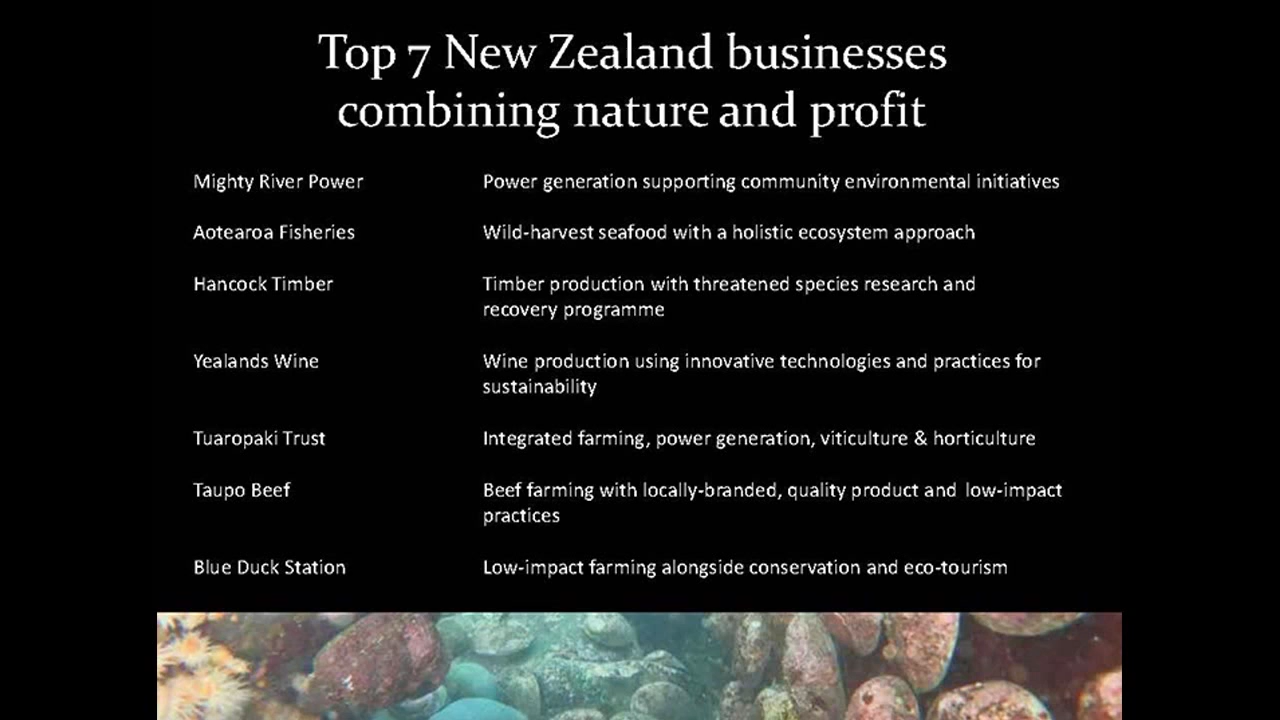 Top 7 New Zealand businesses
combining nature and profit
Mighty River Power Power generation supporting community environmental initiatives
Aotearoa Fisheries Wild-harvest seafood with a holistic ecosystem approach
Hancock Timber Timber production with threatened species research and
recovery programme
Yealands Wine Wine production using innovative technologies and practices for
sustainability
Tuaropaki Trust Integrated farming, power generation, viticulture & horticulture
Taupo Beef Beef farming with locally-branded, quality product and low-impact
practices
Blue Duck Station Low-impact farming alongside conservation and eco-tourism